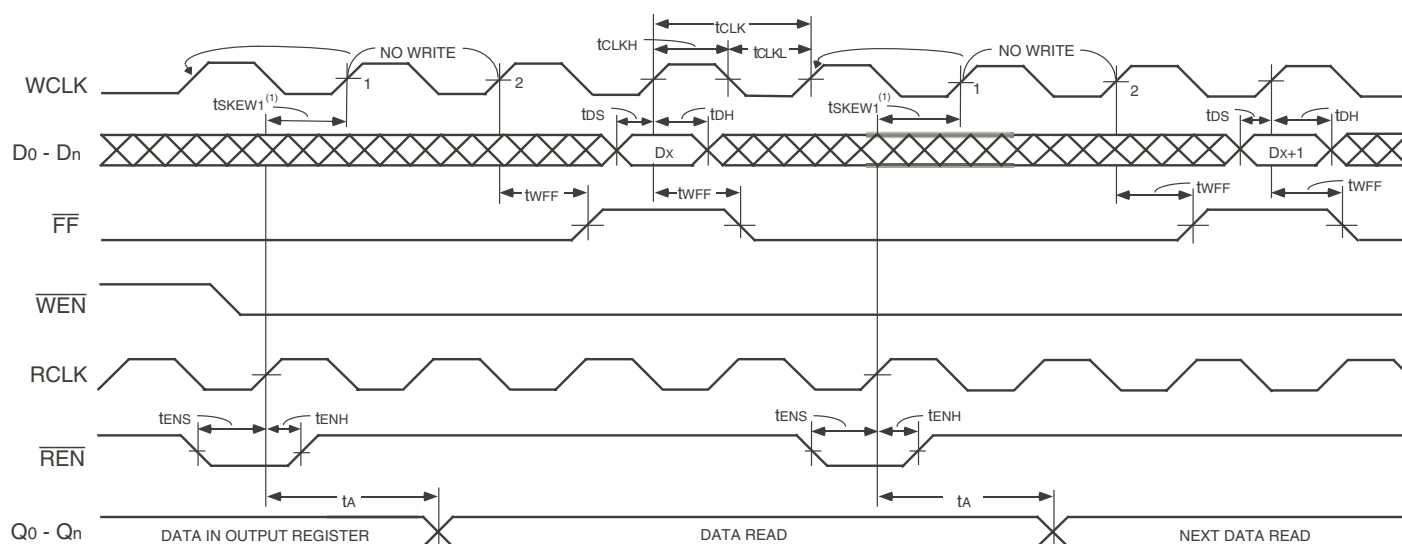 tCLK
NO WRITE
tCLKH
tCLKL
NO WRITE
WCLK
1
2
1
2
tSKEW1(1)
tDS
tDH
tSKEW1(1)
tDS
tDH
D0 - Dn
DX
DX+1
tWFF
tWFF
tWFF
tWFF
FF
WEN
RCLK
tENS
tENH
tENS
tENH
REN
tA
tA
Q0 - Qn
DATA IN OUTPUT REGISTER
DATA READ
NEXT DATA READ